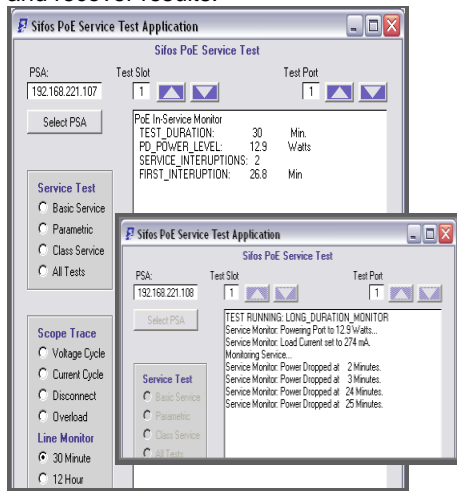 and recover results.
Sifos PoE Service Test Application
Sifos PoE Service Test
PSA: Test Slot Test Port
192.168.221.107 1 1
Select PSA
PoE In-Service Monitor
TEST_DURATION: 30 Min.
PD_POWER_LEVEL: 12.9 Watts
SERVICE_INTERUPTIONS: 2
FIRST_INTERUPTION: 26.8 Min
Service Test
Basic Service
Parametric
Class Service
All Tests
Scope Trace
Voltage Cycle
Current Cycle
Disconnect
Overload
Line Monitor
30 Minute
12 Hour
Sifos PoE Service Test Application
Sifos PoE Service Test
PSA: Test Slot Test Port
192.168.221.108 1 1
Select PSA
TEST RUNNING: LONG_DURATION_MONITOR
Service Monitor: Powering Port to 12.9 Watts...
Service Monitor: Load Current set to 274 mA.
Monitoring Service...
Service Monitor: Power Dropped at 2 Minutes.
Service Monitor: Power Dropped at 3 Minutes.
Service Monitor: Power Dropped at 24 Minutes.
Service Monitor: Power Dropped at 25 Minutes.
Service Test
Basic Service
Parametric
Class Service
All Tests